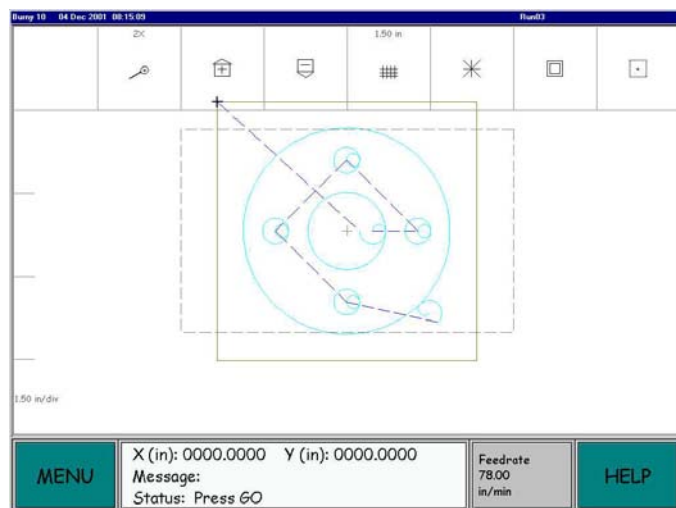 Burny 10 04 Dec 2001 08:15:09 Run03
2X 1.50 in
1.50 in/div
MENU
X (in): 0000.0000 Y (in): 0000.0000
Message:
Status: Press GO
Feedrate
78.00
in/min
HELP